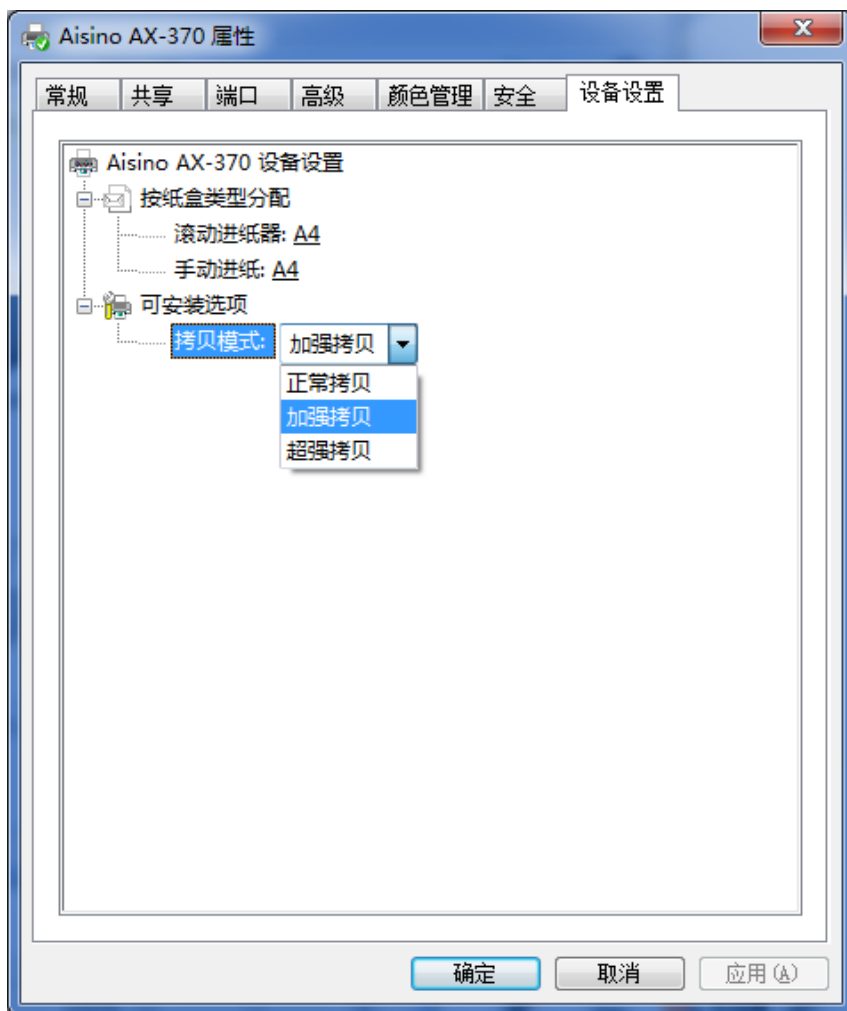 Aisino AX-370 属性
常规 共享 端口 高级 颜色管理 安全 设备设置
Aisino AX-370 设备设置
按纸盒类型分配
滚动进纸器: A4
手动进纸: A4
可安装选项
拷贝模式: 加强拷贝
正常拷贝
加强拷贝
超强拷贝
确定 取消 应用(A)